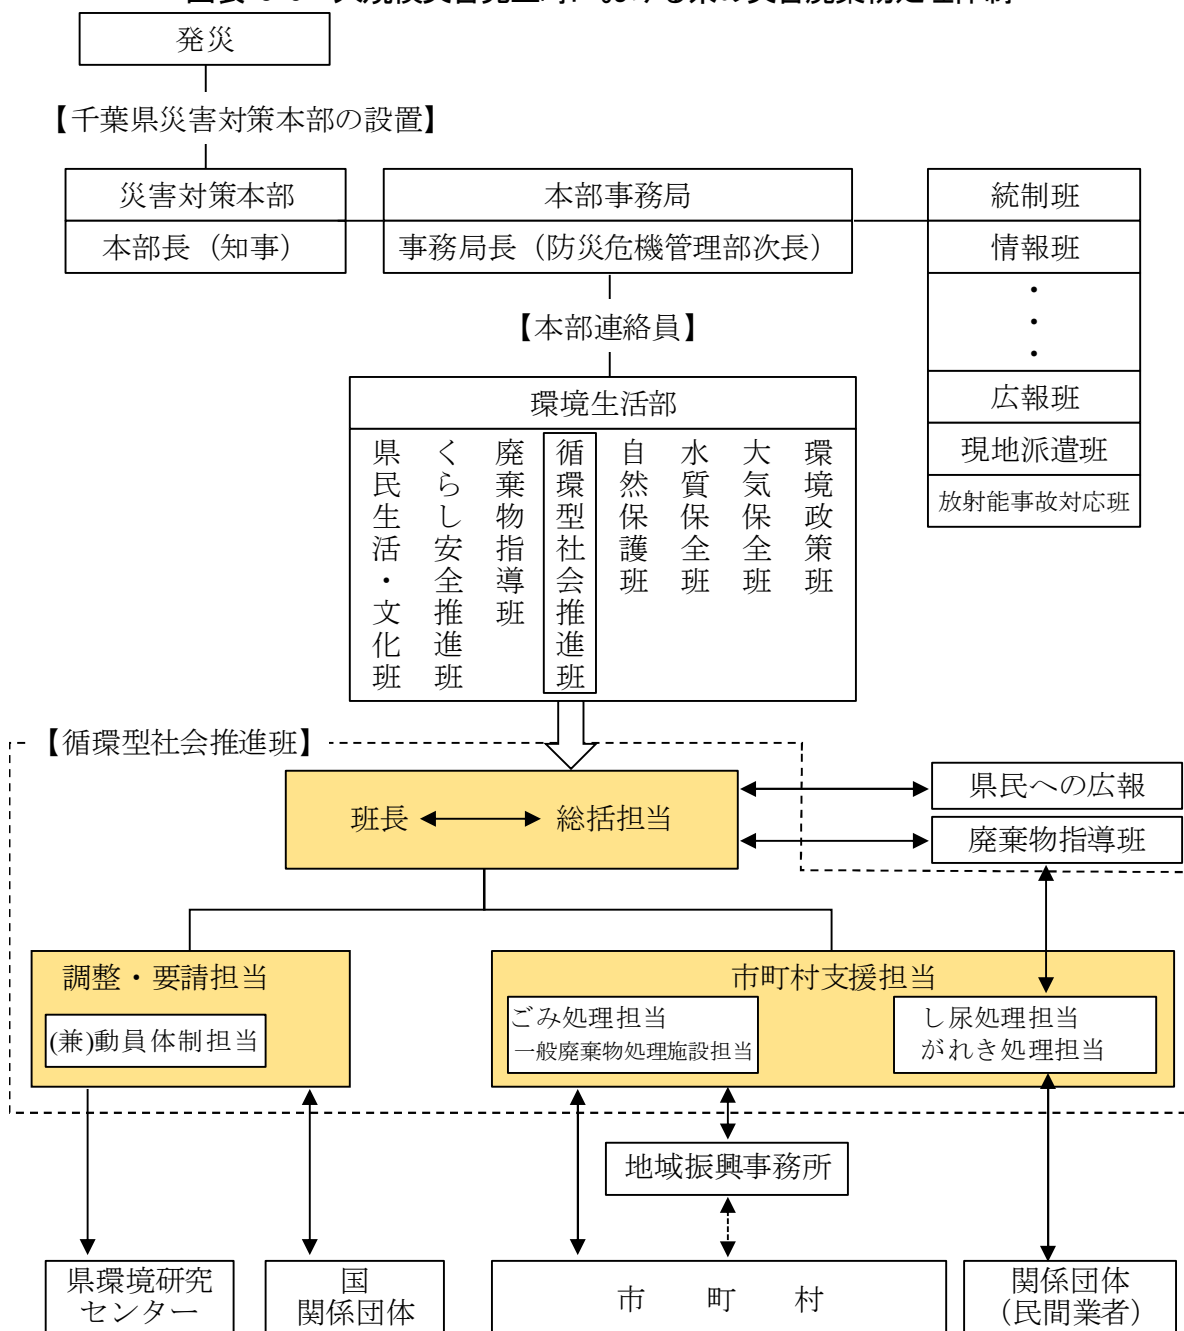 発災
【千葉県災害対策本部の設置】
災害対策本部
本部長（知事）
本部事務局
事務局長（防災危機管理部次長）
統制班
情報班
・
・
・
広報班
現地派遣班
放射能事故対応班
【本部連絡員】
環境生活部
県民生活・文化班
くらし安全推進班
廃棄物指導班
循環型社会推進班
自然保護班
水質保全班
大気保全班
環境政策班
【循環型社会推進班】
班長
総括担当
県民への広報
廃棄物指導班
調整・要請担当
(兼)動員体制担当
市町村支援担当
ごみ処理担当
一般廃棄物処理施設担当
し尿処理担当
がれき処理担当
地域振興事務所
県環境研究
センター
国
関係団体
市　町　村
関係団体
（民間業者）